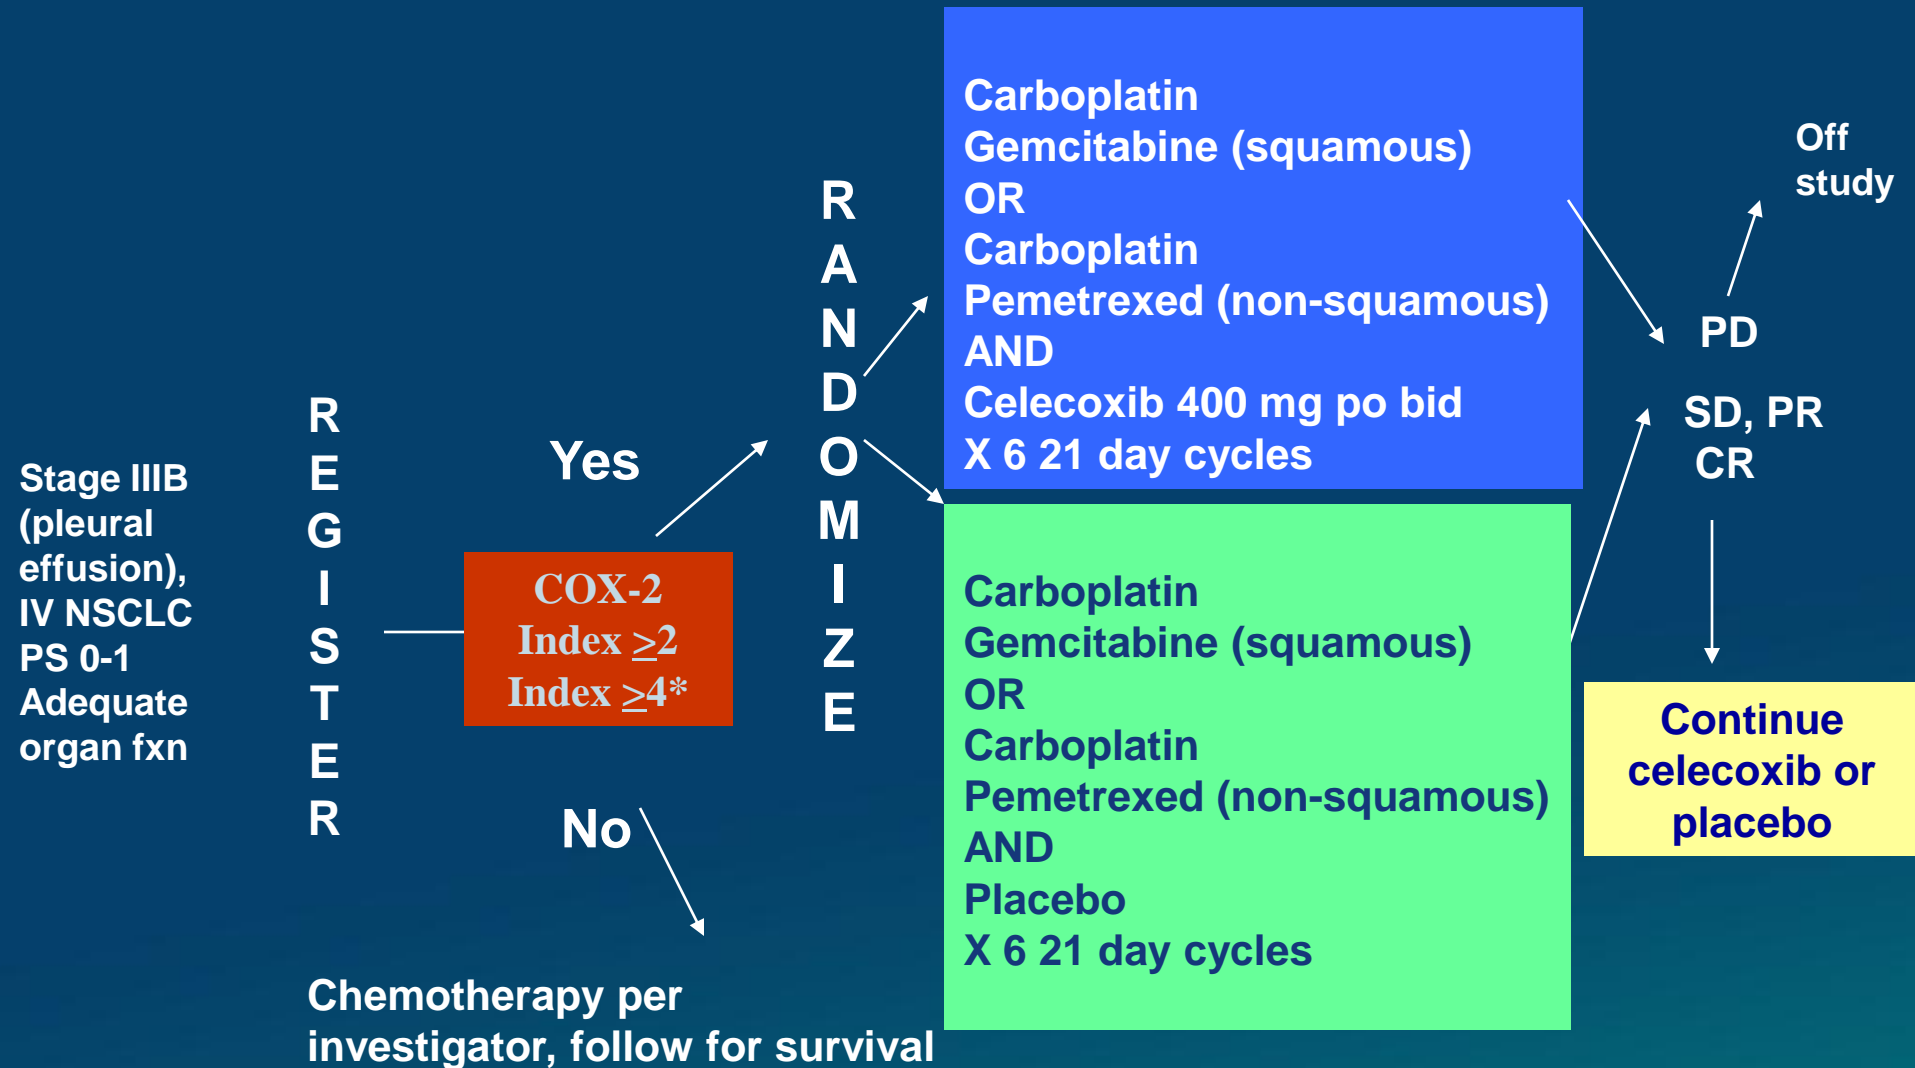 Stage IIIB
(pleural
effusion),
IV NSCLC
PS 0-1
Adequate
organ fxn
R
E
G
I
S
T
E
R
Yes
COX-2
Index ≥2
Index ≥4*
No
Chemotherapy per
investigator, follow for survival
R
A
N
D
O
M
I
Z
E
Carboplatin
Gemcitabine (squamous)
OR
Carboplatin
Pemetrexed (non-squamous)
AND
Celecoxib 400 mg po bid
X 6 21 day cycles
Carboplatin
Gemcitabine (squamous)
OR
Carboplatin
Pemetrexed (non-squamous)
AND
Placebo
X 6 21 day cycles
Off
study
PD
SD, PR
CR
Continue
celecoxib or
placebo